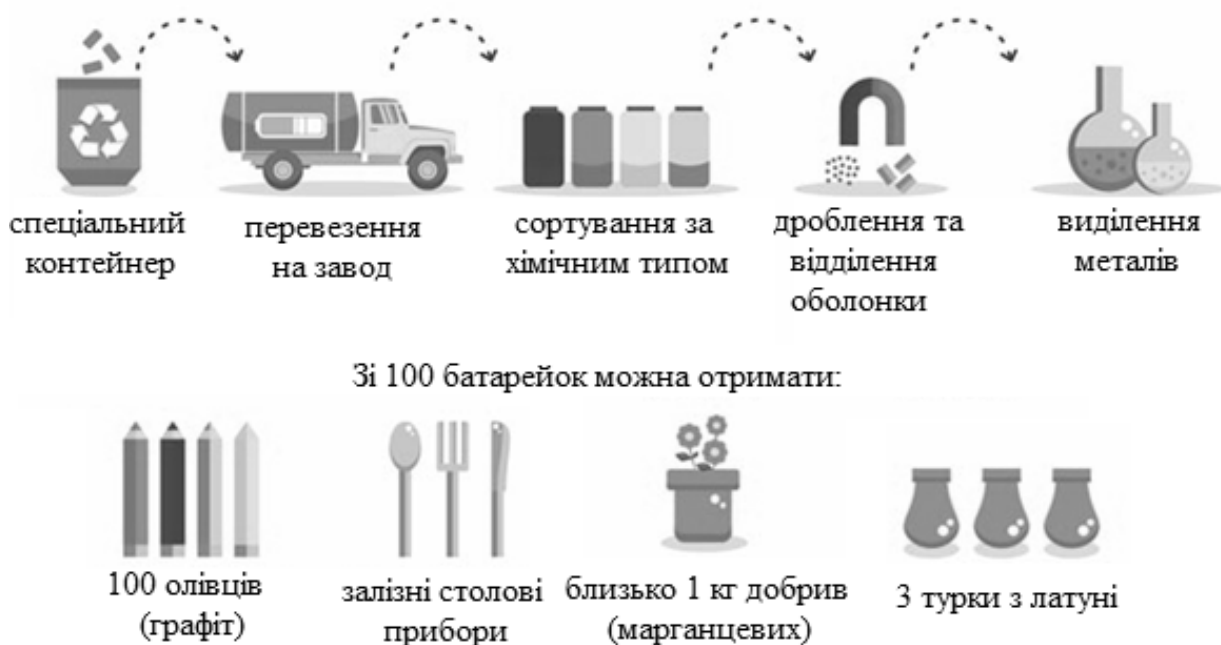 спеціальний
контейнер
перевезення
на завод
сортування за
хімічним типом
дроблення та
відділення
оболонки
виділення
металів
Зі 100 батарейок можна отримати:
100 олівців
(графіт)
залізні столові
прибори
близько 1 кг добрив
(марганцевих)
3 турки з латуні